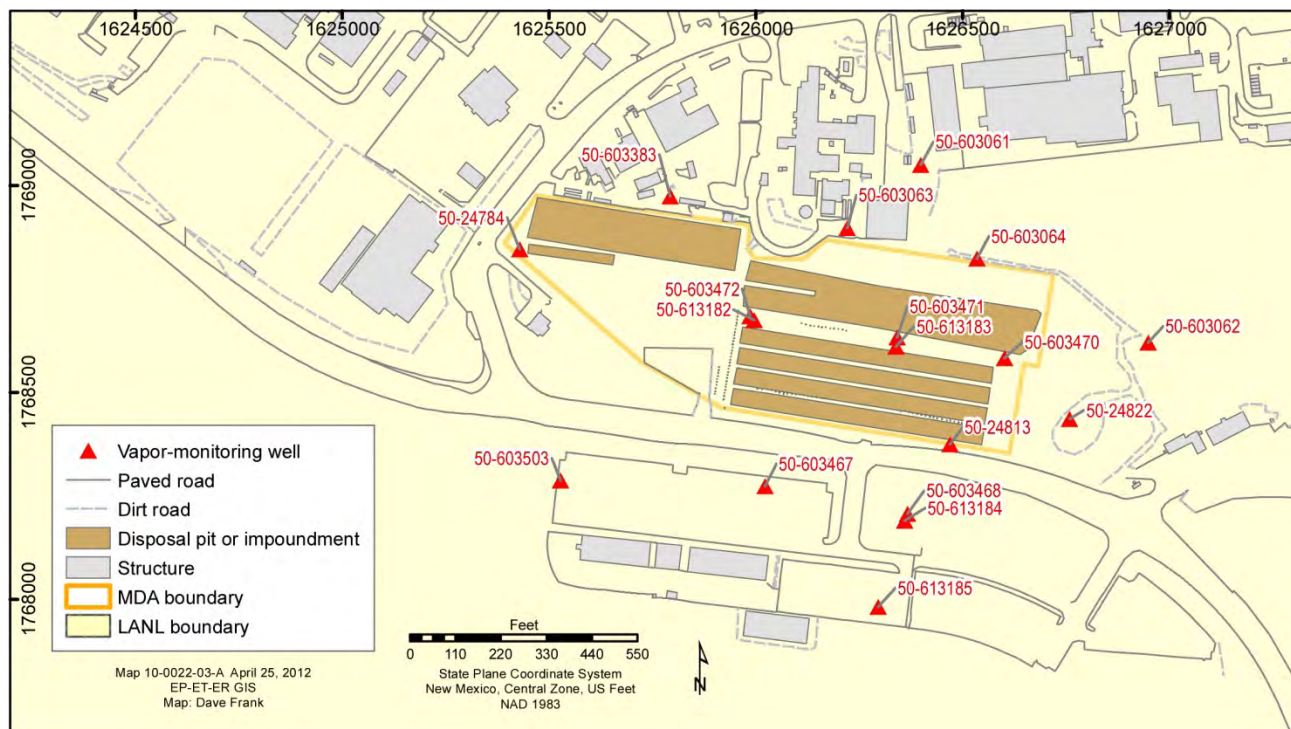 1624500
1625000
1625500
1626000
1626500
1627000
1769000
1768500
1768000
50-603061
50-603383
50-603063
50-24784
50-603064
50-603472
50-613182
50-603471
50-613183
50-603062
50-603470
50-24822
50-24813
50-603503
50-603467
50-603468
50-613184
50-613185
Vapor-monitoring well
Paved road
Dirt road
Disposal pit or impoundment
Structure
MDA boundary
LANL boundary
Map 10-0022-03-A April 25, 2012
EP-ET-ER GIS
Map: Dave Frank
Feet
0 110 220 330 440 550
State Plane Coordinate System
New Mexico, Central Zone, US Feet
NAD 1983
N